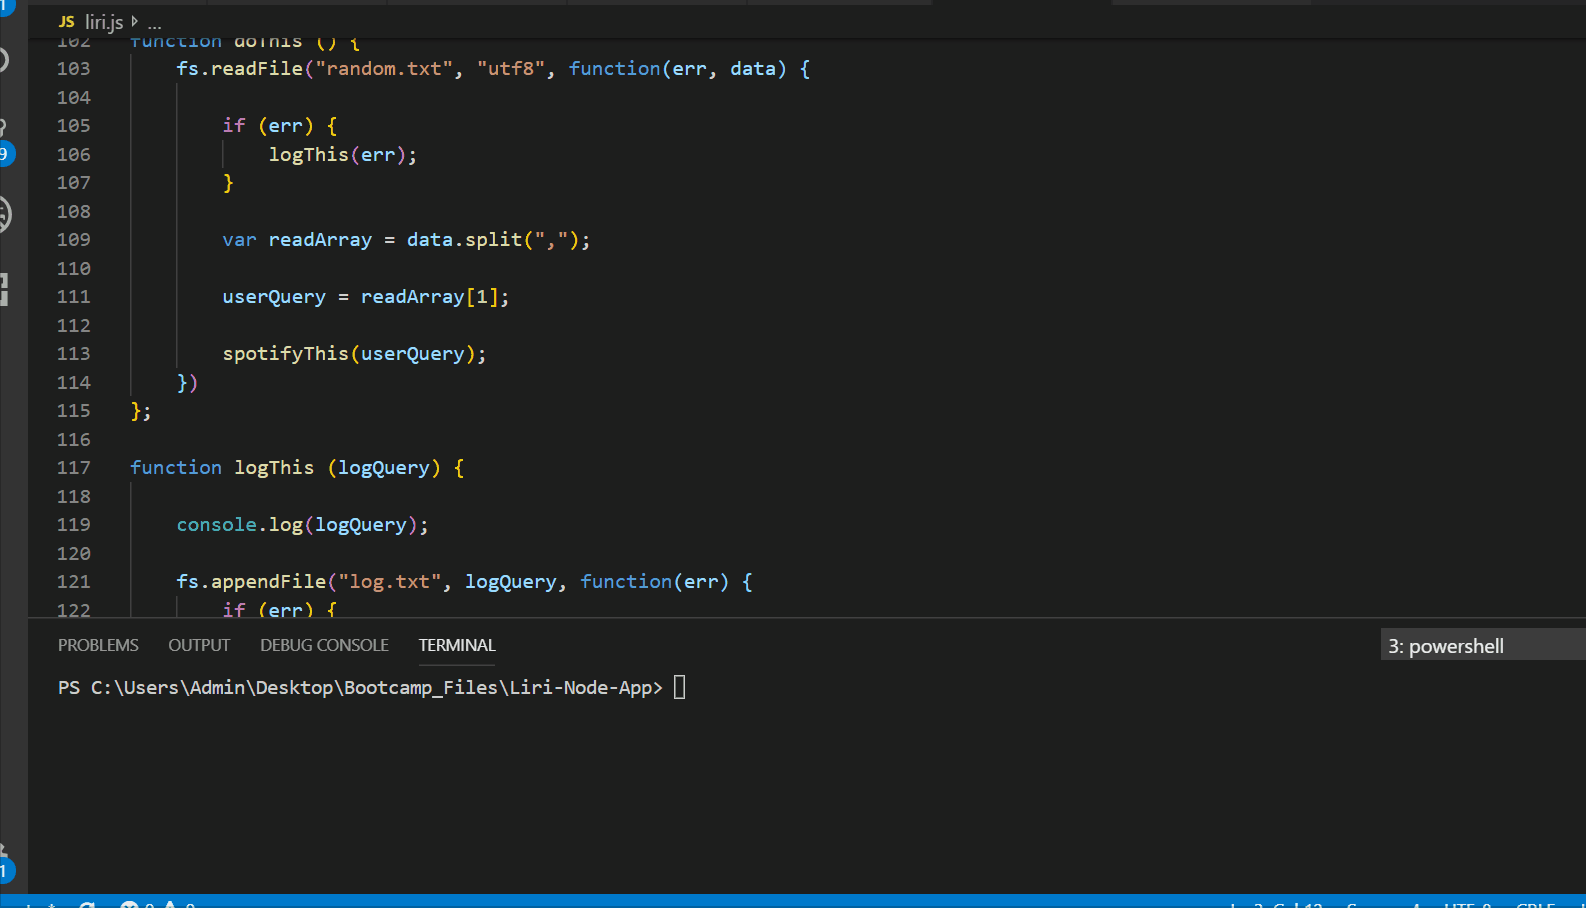 JS liri.js › ...
102 function doThis () {
103 fs.readFile("random.txt", "utf8", function(err, data) {
104
105 if (err) {
106 logThis(err);
107 }
108
109 var readArray = data.split(",");
110
111 userQuery = readArray[1];
112
113 spotifyThis(userQuery);
114 })
115 };
116
117 function logThis (logQuery) {
118
119 console.log(logQuery);
120
121 fs.appendFile("log.txt", logQuery, function(err) {
122 if (err) {
PROBLEMS OUTPUT DEBUG CONSOLE TERMINAL 3: powershell
PS C:\Users\Admin\Desktop\Bootcamp_Files\Liri-Node-App>
1
9
1